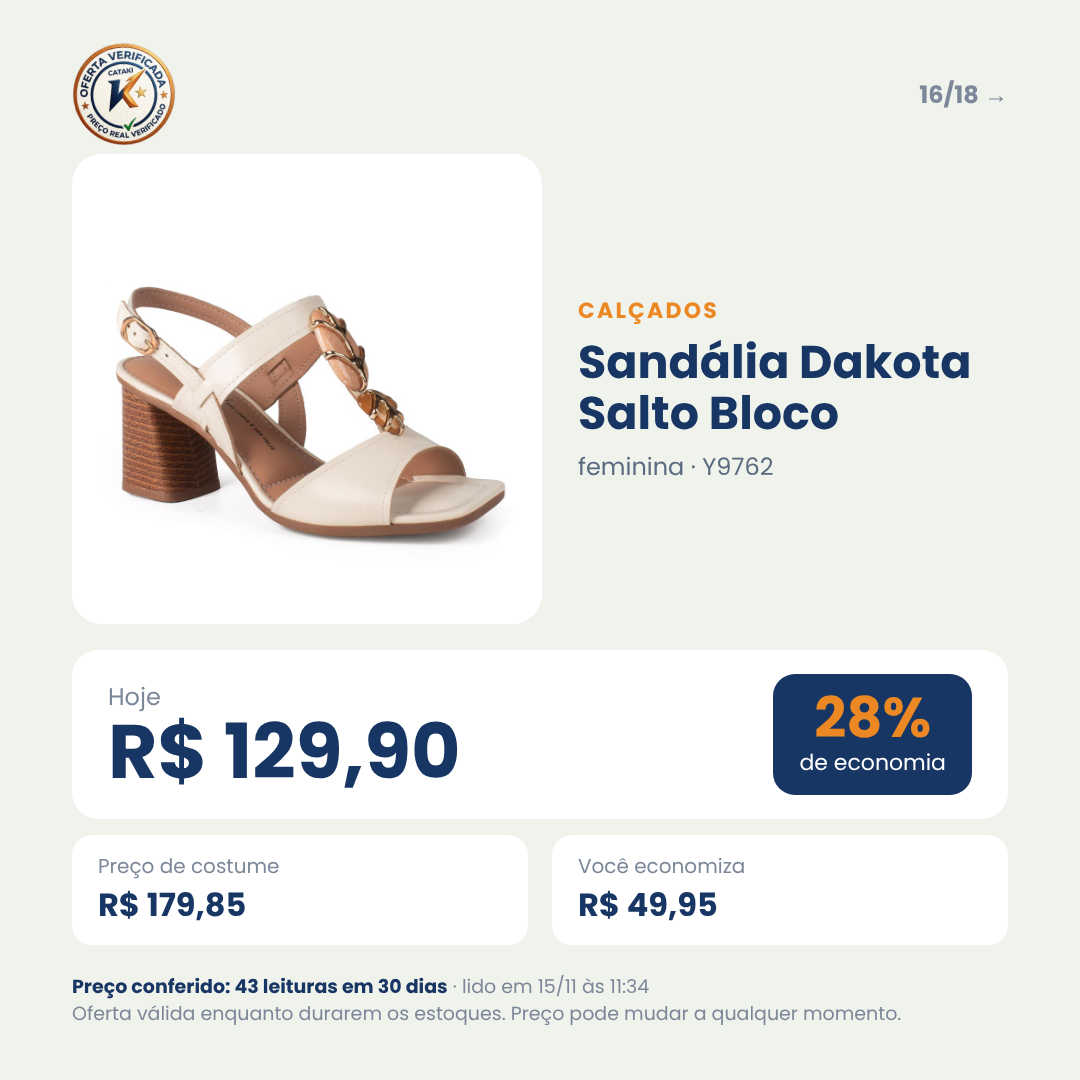 OFERTA VERIFICADA
CATAKI
K
PREÇO REAL VERIFICADO
16/18 →
CALÇADOS
Sandália Dakota
Salto Bloco
feminina · Y9762
Hoje
R$ 129,90
28%
de economia
Preço de costume
R$ 179,85
Você economiza
R$ 49,95
Preço conferido: 43 leituras em 30 dias · lido em 15/11 às 11:34
Oferta válida enquanto durarem os estoques. Preço pode mudar a qualquer momento.